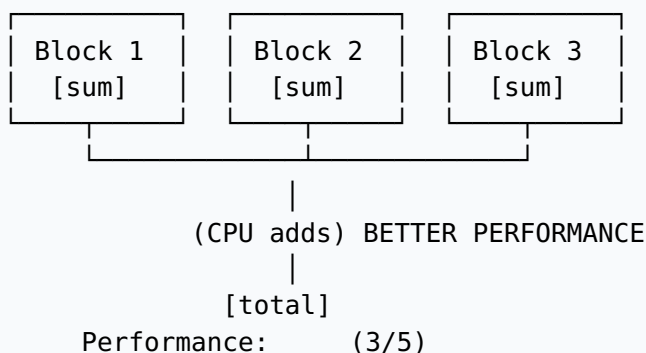 Block 1 Block 2 Block 3
[sum] [sum] [sum]
(CPU adds) BETTER PERFORMANCE
[total]
Performance: (3/5)